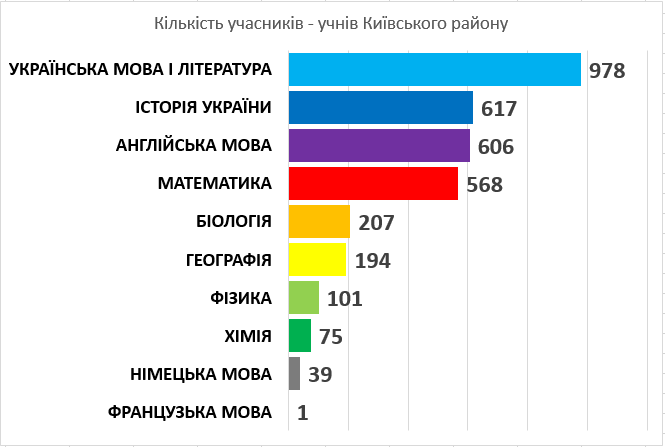 Кількість учасників - учнів Київського району
УКРАЇНСЬКА МОВА І ЛІТЕРАТУРА 978
ІСТОРІЯ УКРАЇНИ 617
АНГЛІЙСЬКА МОВА 606
МАТЕМАТИКА 568
БІОЛОГІЯ 207
ГЕОГРАФІЯ 194
ФІЗИКА 101
ХІМІЯ 75
НІМЕЦЬКА МОВА 39
ФРАНЦУЗЬКА МОВА 1